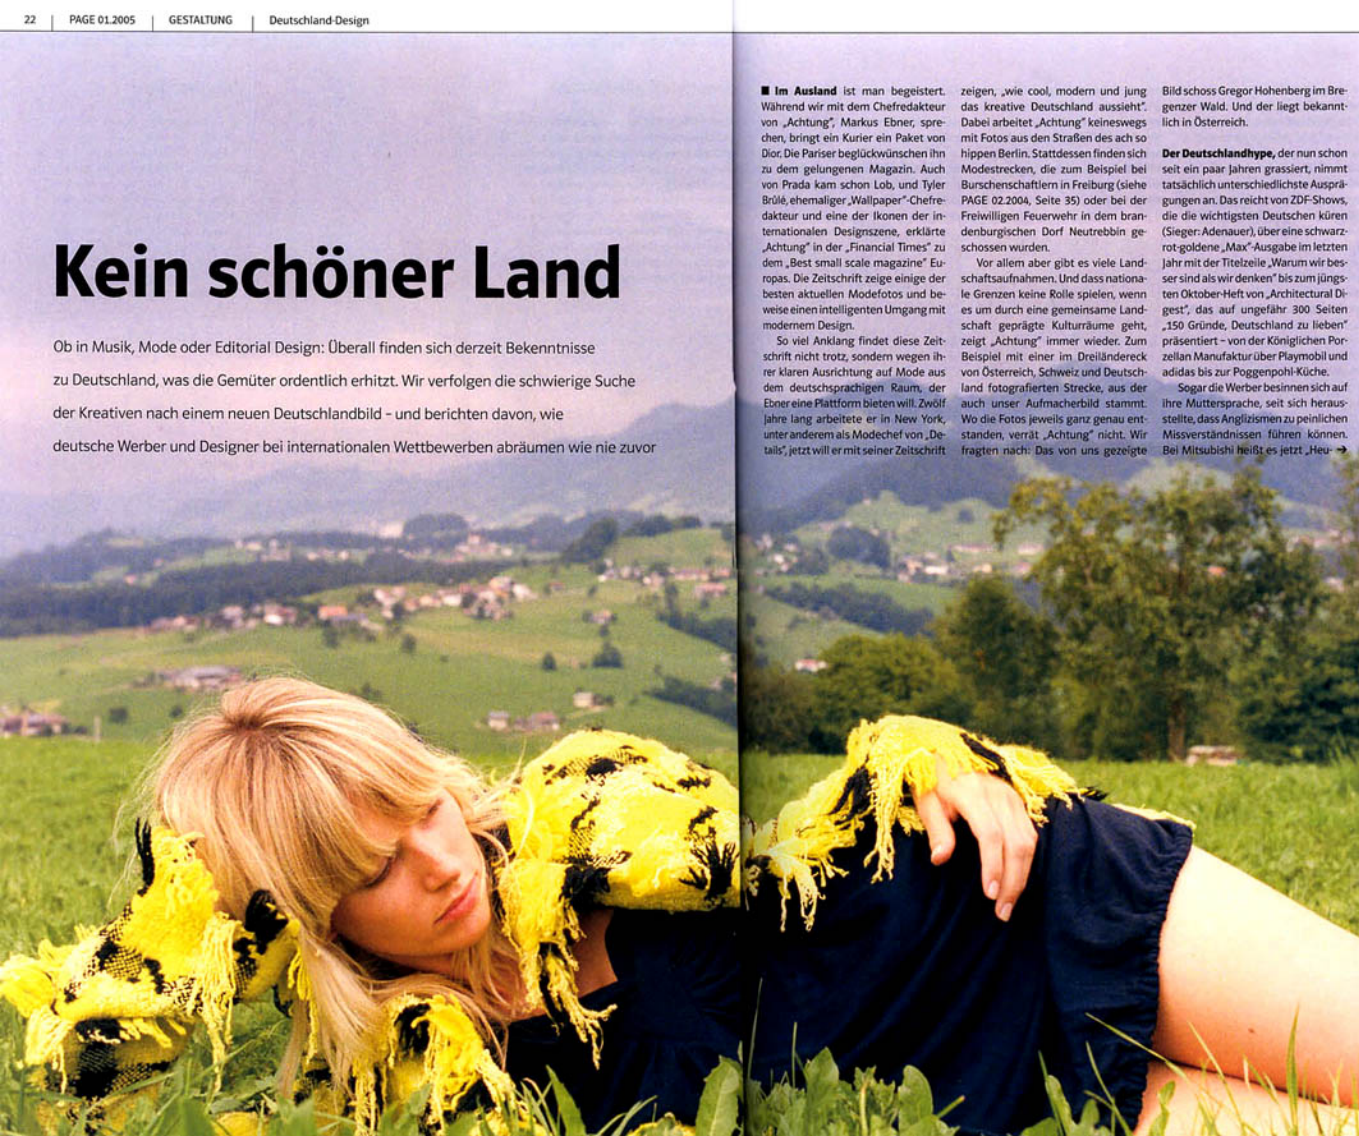 22 | PAGE 01.2005 | GESTALTUNG | Deutschland-Design
Kein schöner Land
Ob in Musik, Mode oder Editorial Design: Überall finden sich derzeit Bekenntnisse
zu Deutschland, was die Gemüter ordentlich erhitzt. Wir verfolgen die schwierige Suche
der Kreativen nach einem neuen Deutschlandbild – und berichten davon, wie
deutsche Werber und Designer bei internationalen Wettbewerben abräumen wie nie zuvor
■ Im Ausland ist man begeistert.
Während wir mit dem Chefredakteur
von „Achtung“, Markus Ebner, spre-
chen, bringt ein Kurier ein Paket von
Dior. Die Pariser beglückwünschen ihn
zu dem gelungenen Magazin. Auch
von Prada kam schon Lob, und Tyler
Brûlé, ehemaliger „Wallpaper“-Chefre-
dakteur und eine der Ikonen der in-
ternationalen Designszene, erklärte
„Achtung“ in der „Financial Times“ zu
dem „Best small scale magazine“ Eu-
ropas. Die Zeitschrift zeige einige der
besten aktuellen Modefotos und be-
weise einen intelligenten Umgang mit
modernem Design.
So viel Anklang findet diese Zeit-
schrift nicht trotz, sondern wegen ih-
rer klaren Ausrichtung auf Mode aus
dem deutschsprachigen Raum, der
Ebner eine Plattform bieten will. Zwölf
Jahre lang arbeitete er in New York,
unter anderem als Modechef von „De-
tails“, jetzt will er mit seiner Zeitschrift
zeigen, „wie cool, modern und jung
das kreative Deutschland aussieht“.
Dabei arbeitet „Achtung“ keineswegs
mit Fotos aus den Straßen des ach so
hippen Berlin. Stattdessen finden sich
Modestrecken, die zum Beispiel bei
Burschenschaftlern in Freiburg (siehe
PAGE 02.2004, Seite 35) oder bei der
Freiwilligen Feuerwehr in dem bran-
denburgischen Dorf Neutrebbin ge-
schossen wurden.
Vor allem aber gibt es viele Land-
schaftsaufnahmen. Und dass nationa-
le Grenzen keine Rolle spielen, wenn
es um durch eine gemeinsame Land-
schaft geprägte Kulturräume geht,
zeigt „Achtung“ immer wieder. Zum
Beispiel mit einer im Dreiländereck
von Österreich, Schweiz und Deutsch-
land fotografierten Strecke, aus der
auch unser Aufmacherbild stammt.
Wo die Fotos jeweils ganz genau ent-
standen, verrät „Achtung“ nicht. Wir
fragten nach: Das von uns gezeigte
Bild schoss Gregor Hohenberg im Bre-
genzer Wald. Und der liegt bekannt-
lich in Österreich.
Der Deutschlandhype, der nun schon
seit ein paar Jahren grassiert, nimmt
tatsächlich unterschiedlichste Ausprä-
gungen an. Das reicht von ZDF-Shows,
die die wichtigsten Deutschen küren
(Sieger: Adenauer), über eine schwarz-
rot-goldene „Max“-Ausgabe im letzten
Jahr mit der Titelzeile „Warum wir bes-
ser sind als wir denken“ bis zum jüngs-
ten Oktober-Heft von „Architectural Di-
gest“, das auf ungefähr 300 Seiten
„150 Gründe, Deutschland zu lieben“
präsentiert – von der Königlichen Por-
zellan Manufaktur über Playmobil und
adidas bis zur Poggenpohl-Küche.
Sogar die Werber besinnen sich auf
ihre Muttersprache, seit sich heraus-
stellte, dass Anglizismen zu peinlichen
Missverständnissen führen können.
Bei Mitsubishi heißt es jetzt „Heu- →